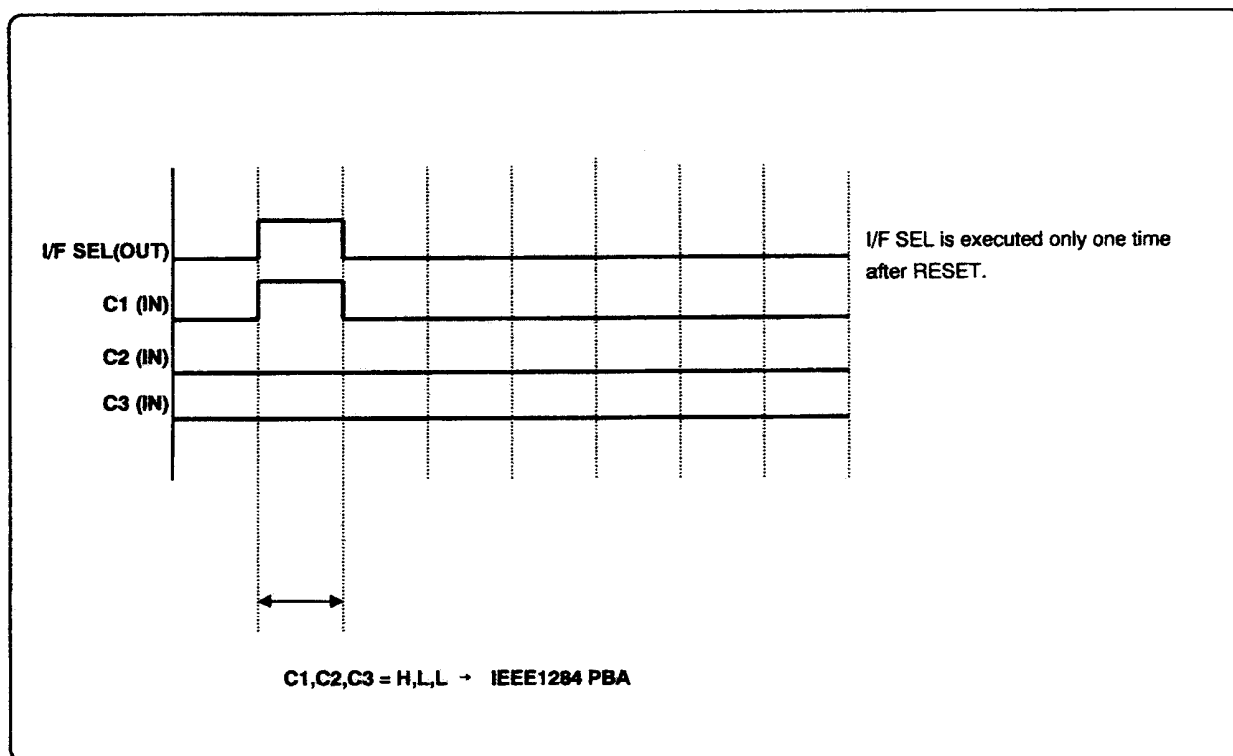 I/F SEL(OUT)
I/F SEL is executed only one time
after RESET.
C1 (IN)
C2 (IN)
C3 (IN)
C1,C2,C3 = H,L,L → IEEE1284 PBA